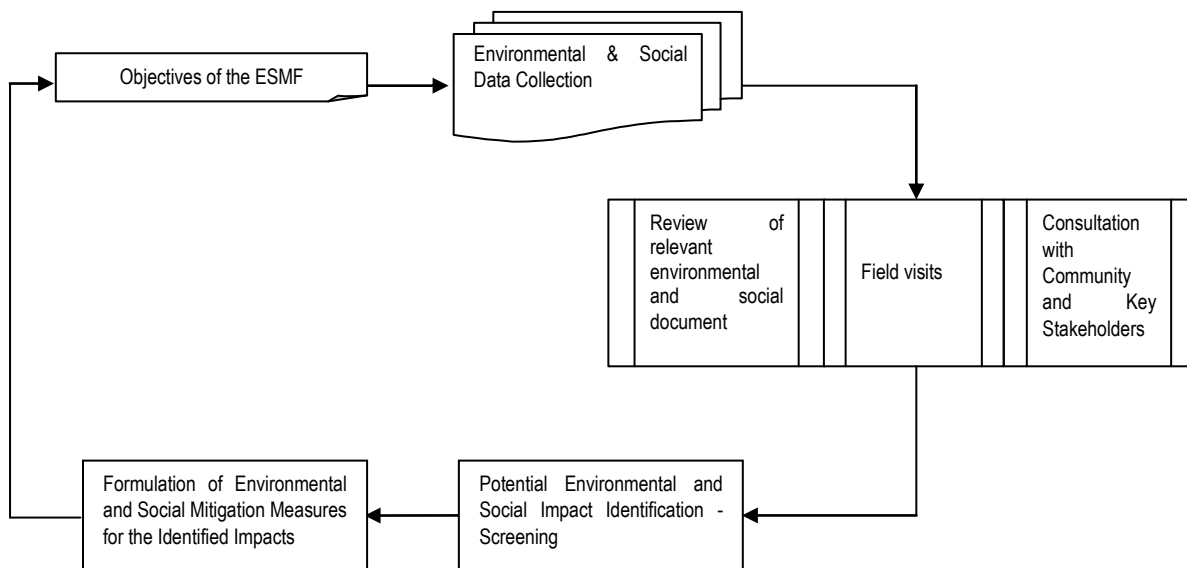 Objectives of the ESMF
Environmental & Social
Data Collection
Review of
relevant
environmental
and social
document
Field visits
Consultation
with
Community
and Key
Stakeholders
Formulation of Environmental
and Social Mitigation Measures
for the Identified Impacts
Potential Environmental and
Social Impact Identification -
Screening